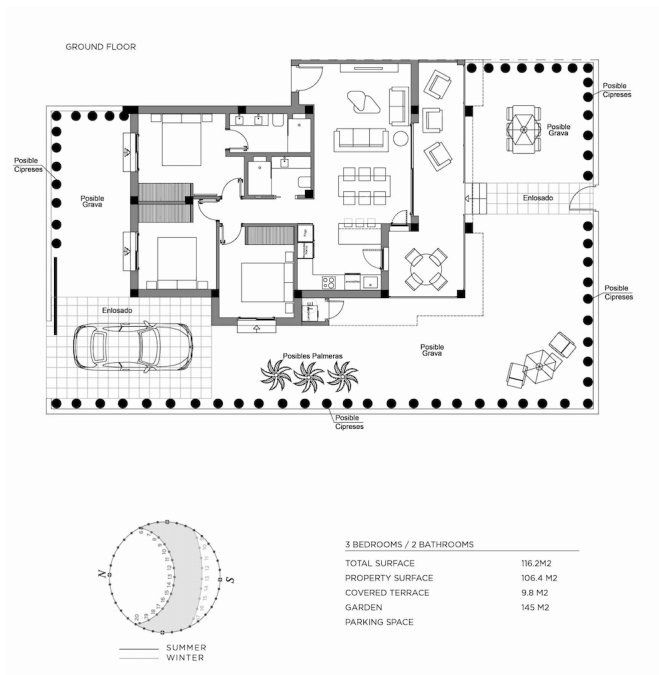 GROUND FLOOR
Posible
Cipreses
Posible
Grava
Posible
Cipreses
Posible
Grava
Enlosado
Posible
Cipreses
Enlosado
Posible
Grava
Posibles Palmeras
Posible
Cipreses
N
S
SUMMER
WINTER
3 BEDROOMS / 2 BATHROOMS
TOTAL SURFACE 116.2M2
PROPERTY SURFACE 106.4 M2
COVERED TERRACE 9.8 M2
GARDEN 145 M2
PARKING SPACE